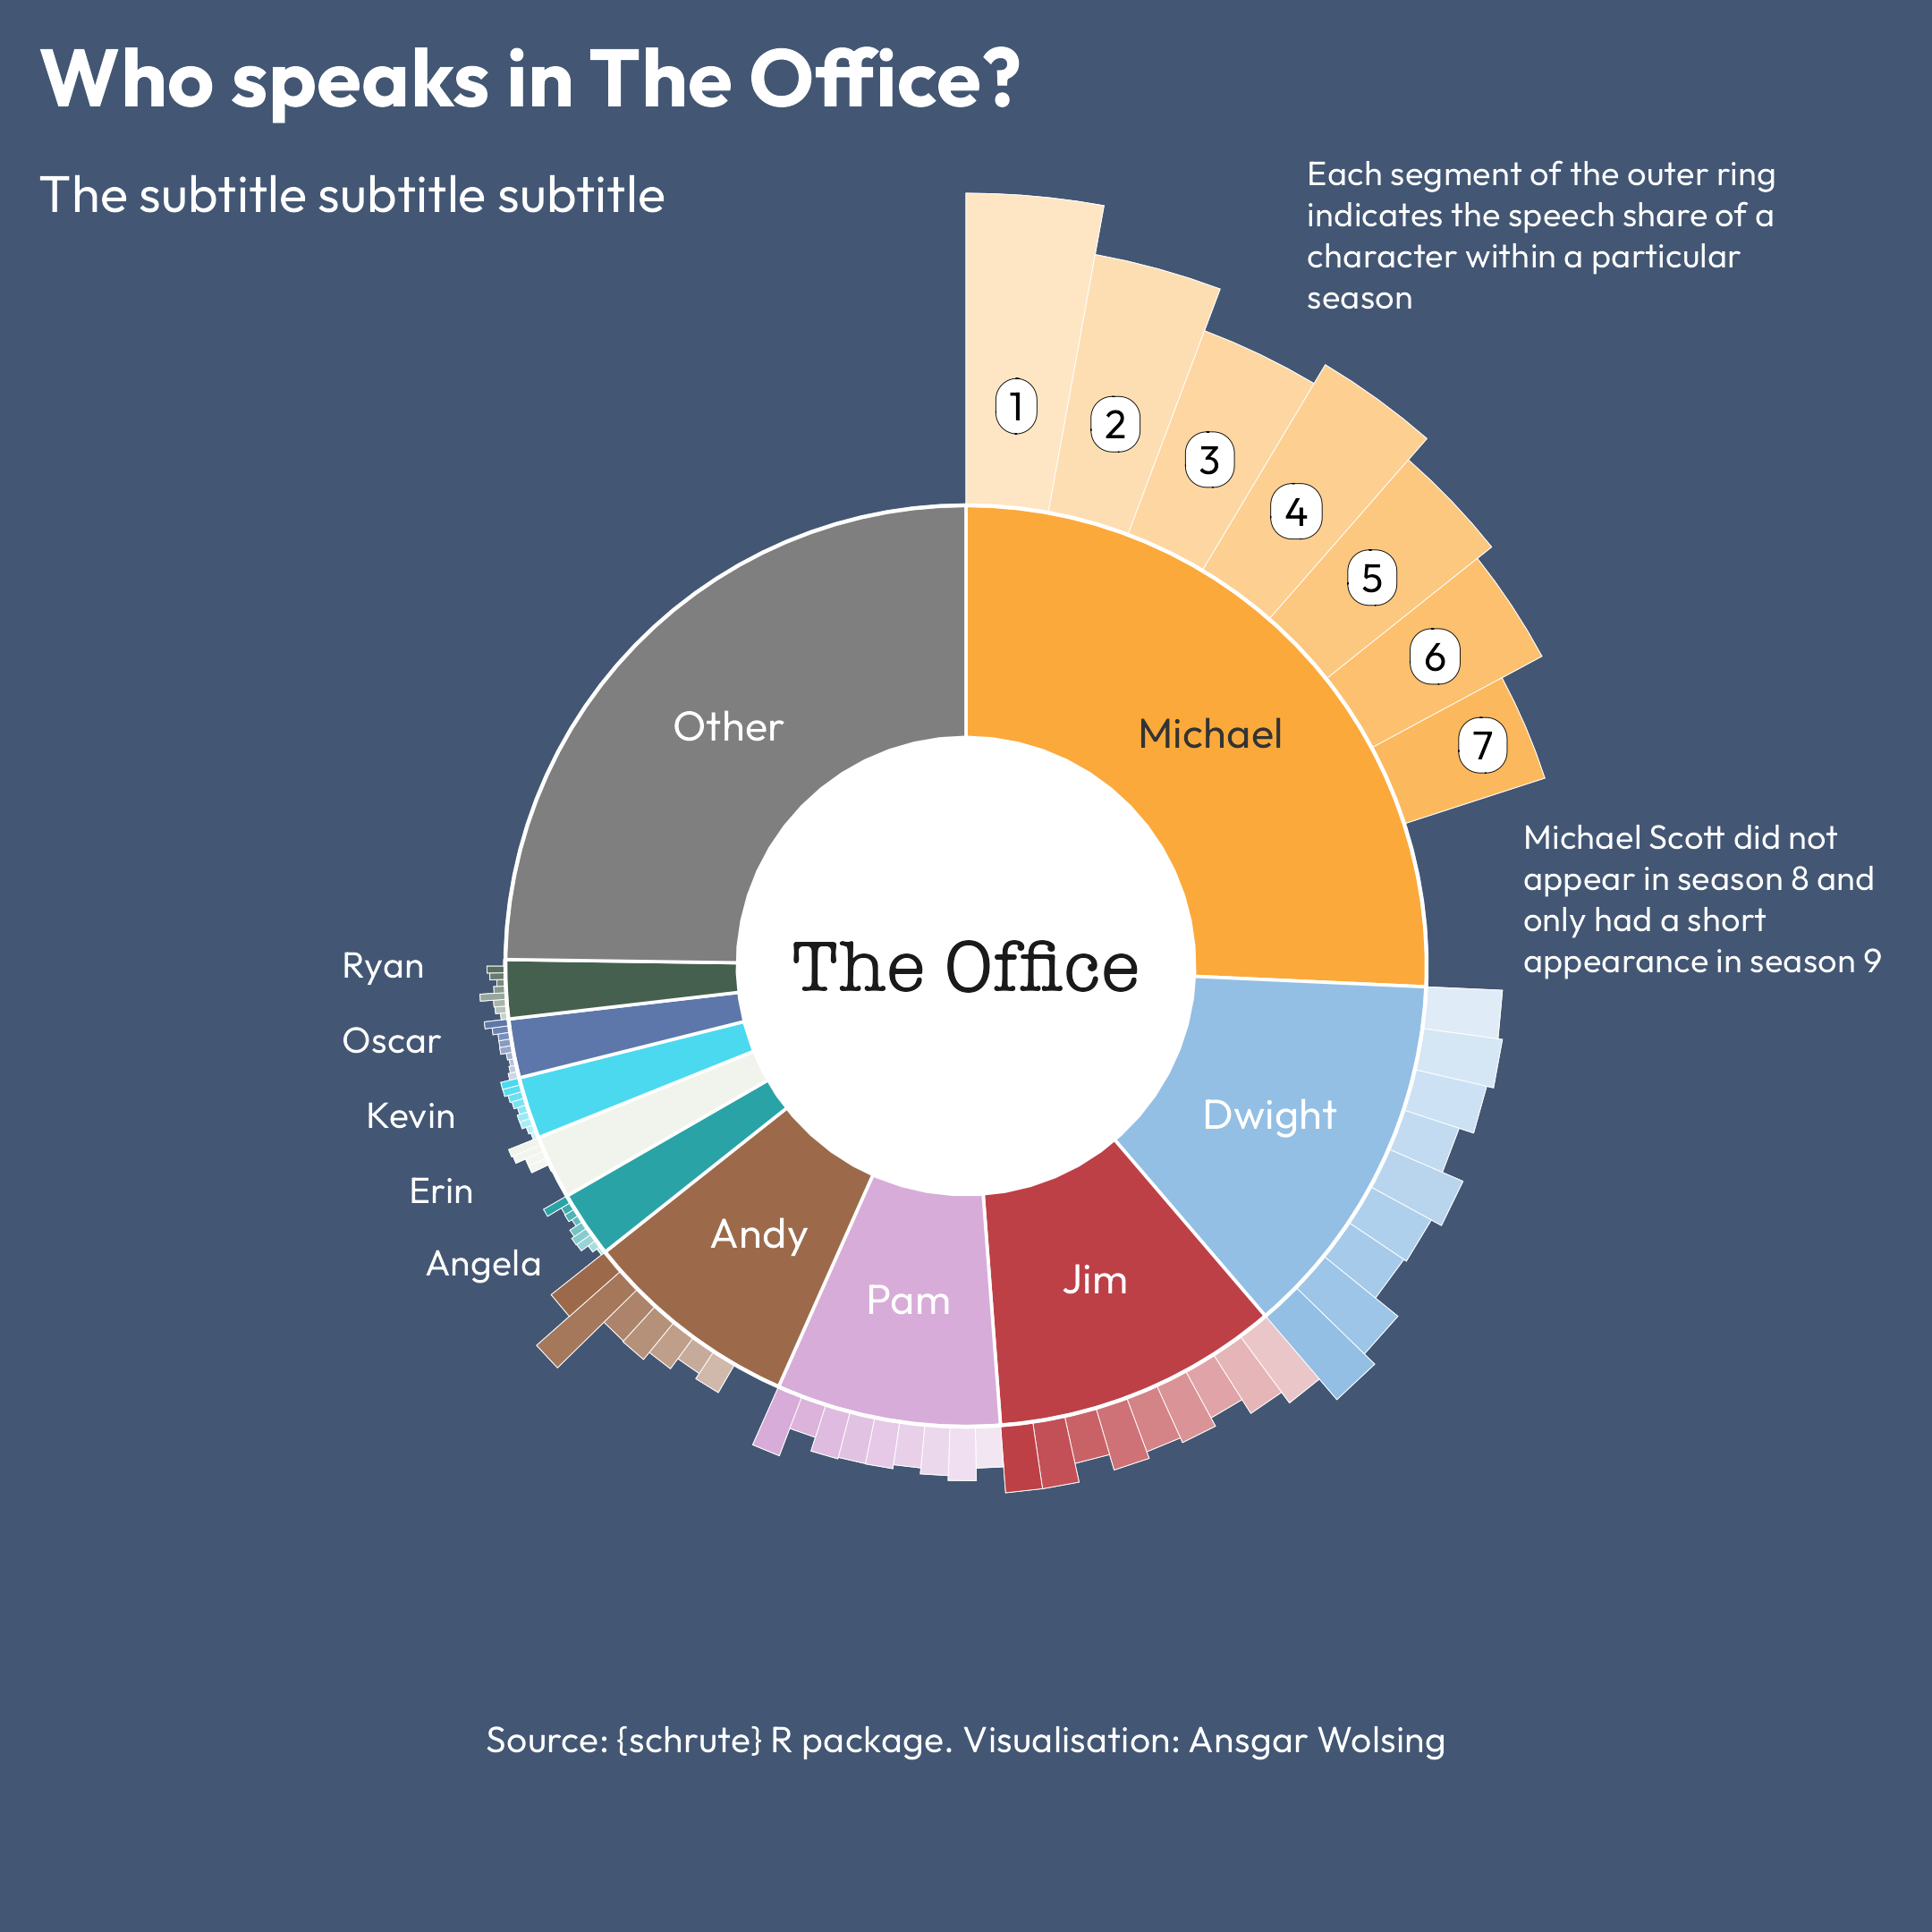 Who speaks in The Office?
The subtitle subtitle subtitle
Each segment of the outer ring
indicates the speech share of a
character within a particular
season
1
2
3
4
5
6
7
Other
Michael
Michael Scott did not
appear in season 8 and
only had a short
appearance in season 9
The Office
Ryan
Oscar
Kevin
Erin
Angela
Dwight
Andy
Pam
Jim
Source: {schrute} R package. Visualisation: Ansgar Wolsing